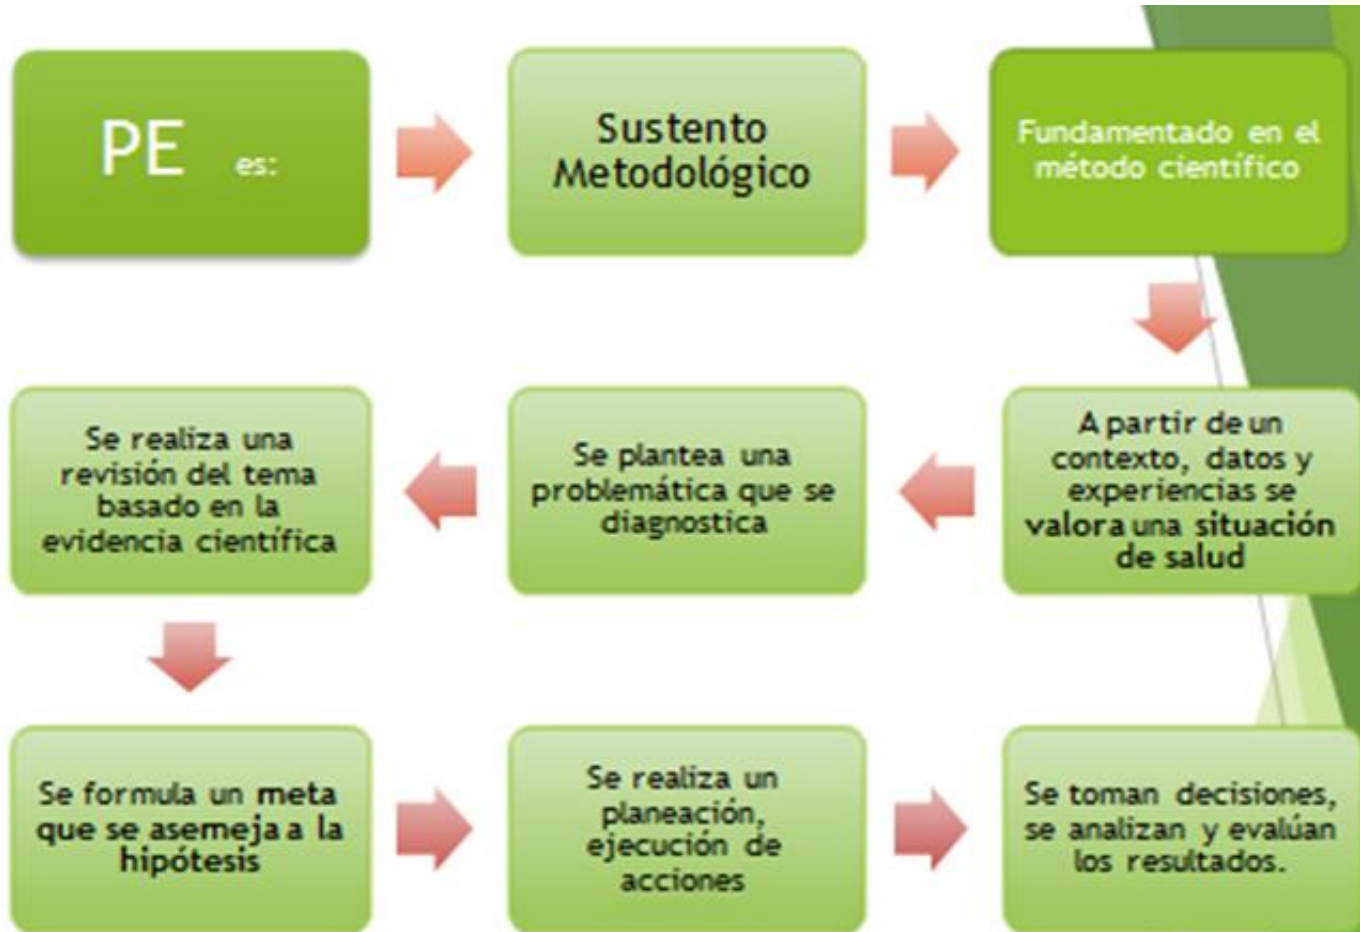 PE es:
Sustento
Metodológico
Fundamentado en el
método científico
A partir de un
contexto, datos y
experiencias se
valora una situación
de salud
Se plantea una
problemática que se
diagnostica
Se realiza una
revisión del tema
basado en la
evidencia científica
Se formula un meta
que se asemeja a la
hipótesis
Se realiza un
planeación,
ejecución de
acciones
Se toman decisiones,
se analizan y evalúan
los resultados.